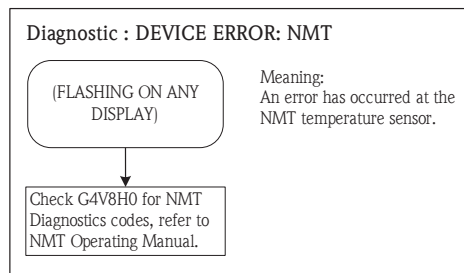 Diagnostic : DEVICE ERROR: NMT
(FLASHING ON ANY
DISPLAY)
Meaning:
An error has occurred at the
NMT temperature sensor.
Check G4V8H0 for NMT
Diagnostics codes, refer to
NMT Operating Manual.